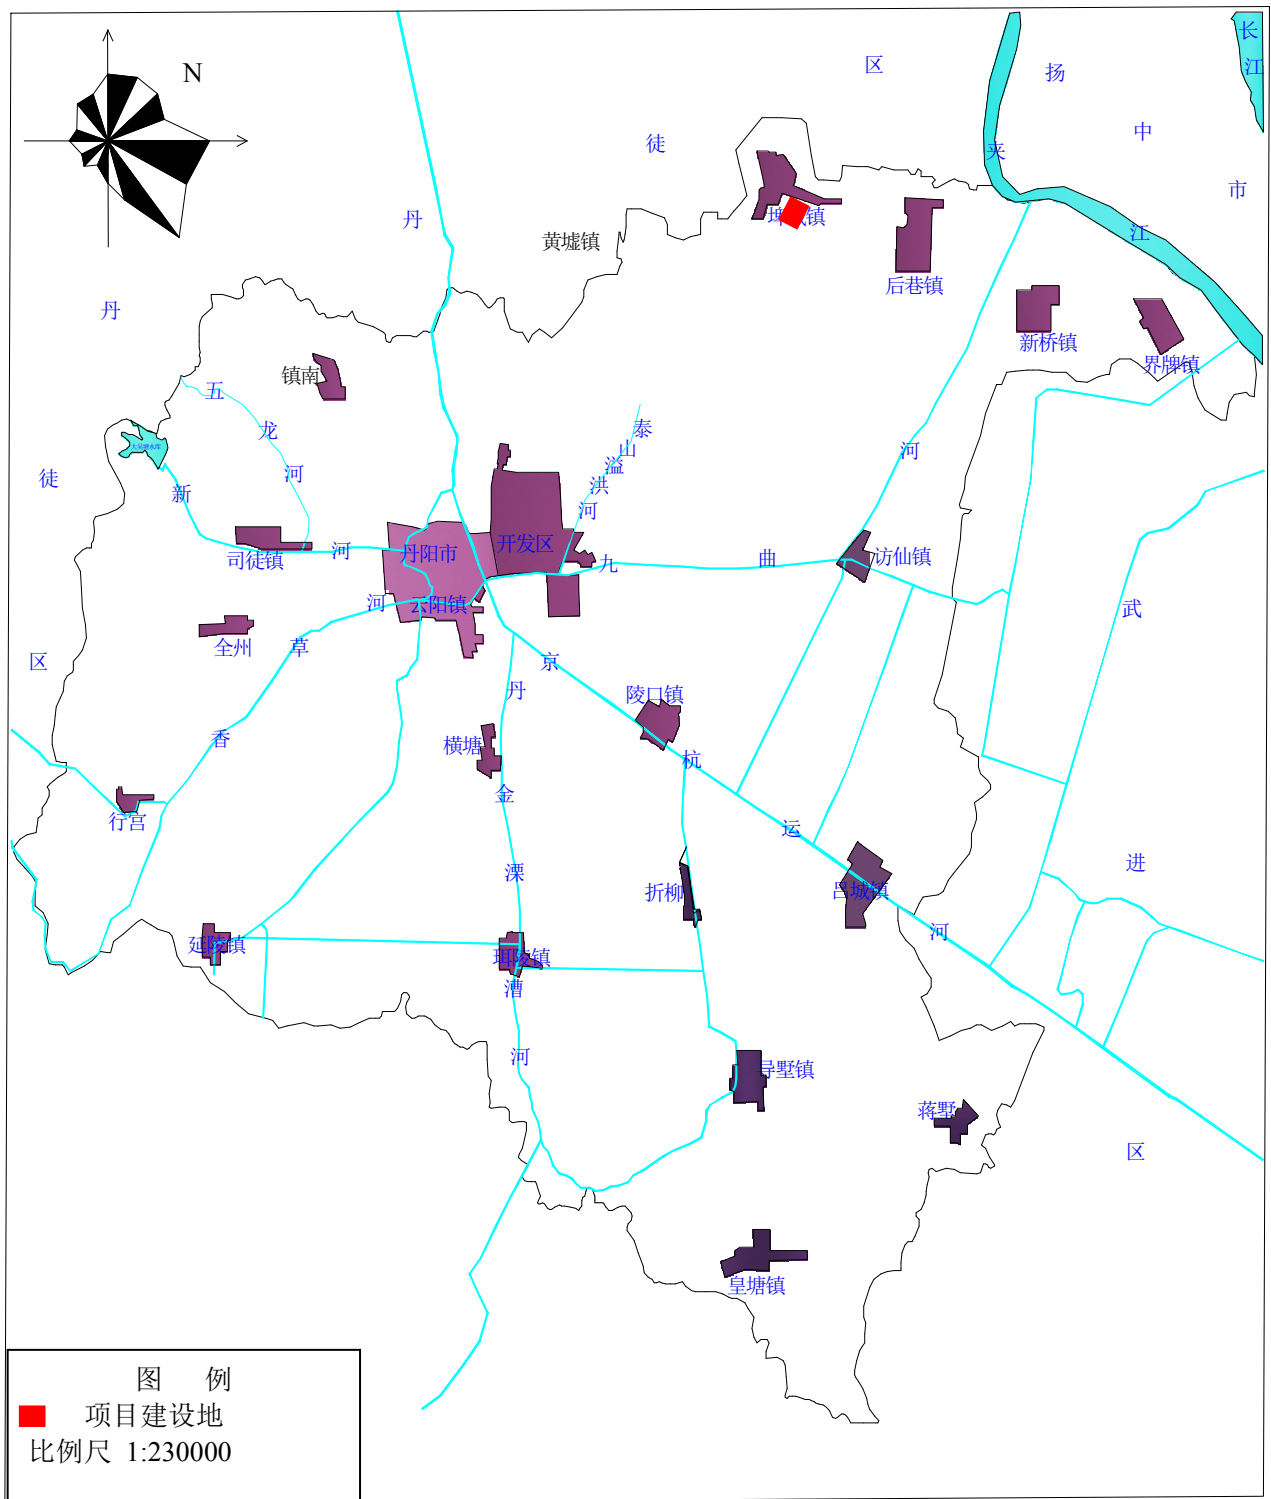 N
区
扬
中
市
长
江
徒
夹
江
丹
黄墟镇
后巷镇
丹
新桥镇
界牌镇
镇南
五
龙
河
泰
山
溢
洪
河
徒
新
河
司徒镇
丹阳市
开发区
九
曲
河
访仙镇
武
河
云阳镇
全州
草
香
区
京
丹
陵口镇
横塘
杭
金
行宫
运
溧
折柳
吕城镇
进
河
延陵镇
珥陵镇
漕
河
导墅镇
蒋墅
区
皇塘镇
图 例
项目建设地
比例尺 1:230000